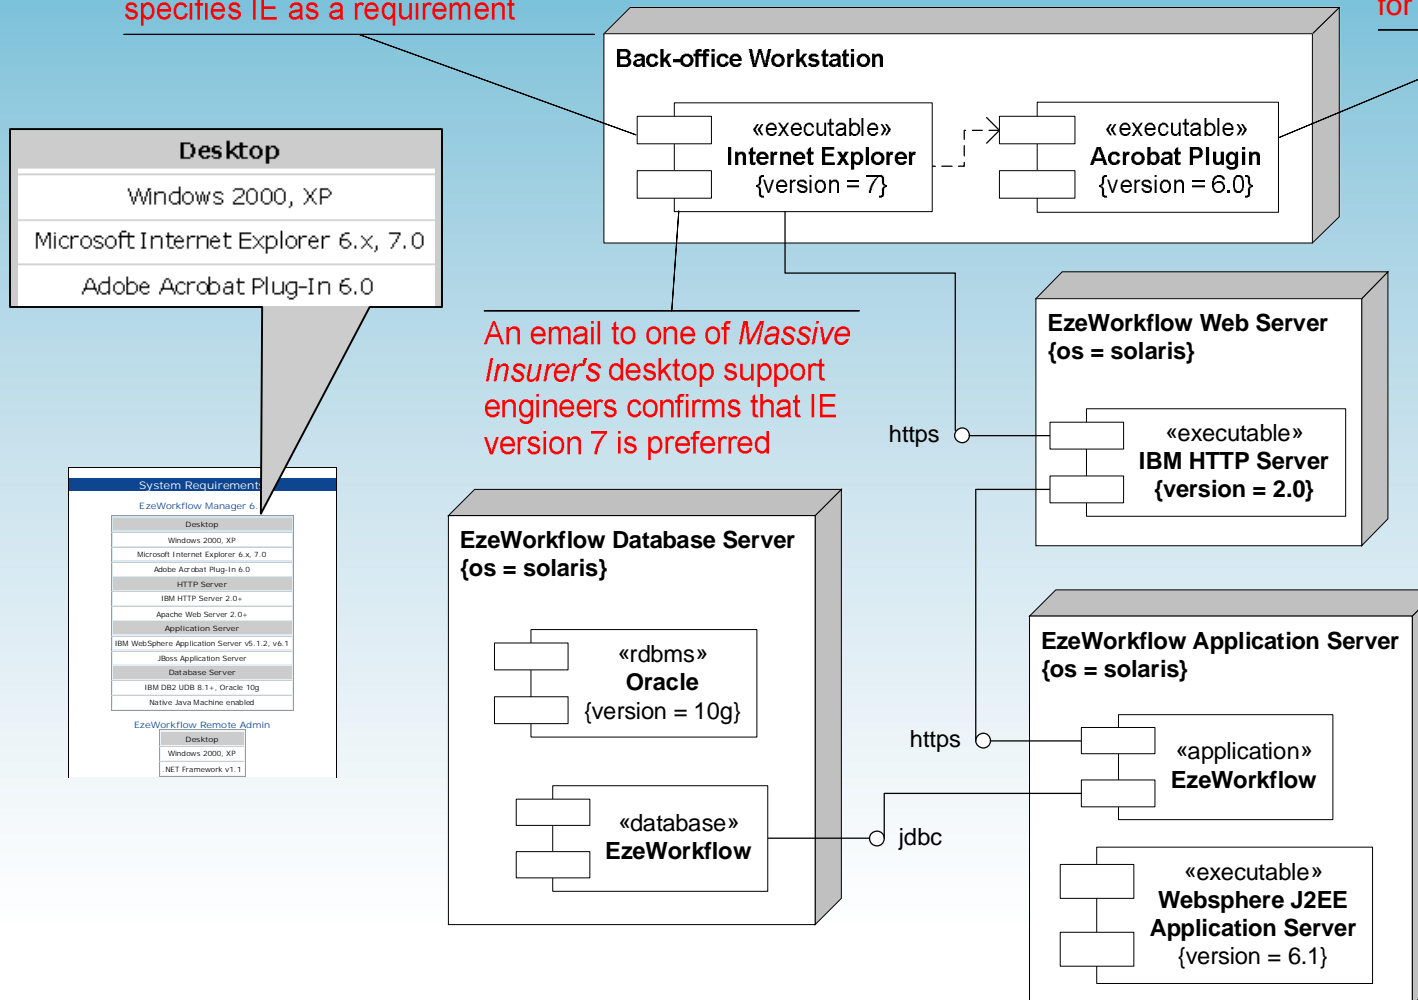 specifies IE as a requirement
for
Back-office Workstation
«executable»
Internet Explorer
{version = 7}
«executable»
Acrobat Plugin
{version = 6.0}
Desktop
Windows 2000, XP
Microsoft Internet Explorer 6.x, 7.0
Adobe Acrobat Plug-In 6.0
An email to one of Massive
Insurer's desktop support
engineers confirms that IE
version 7 is preferred
EzeWorkflow Web Server
{os = solaris}
https
«executable»
IBM HTTP Server
{version = 2.0}
System Requirements
EzeWorkflow Manager 6.
Desktop
Windows 2000, XP
Microsoft Internet Explorer 6.x, 7.0
Adobe Acrobat Plug-In 6.0
HTTP Server
IBM HTTP Server 2.0+
Apache Web Server 2.0+
Application Server
IBM WebSphere Application Server v5.1.2, v6.1
JBoss Application Server
Database Server
IBM DB2 UDB 8.1+, Oracle 10g
Native Java Machine enabled
EzeWorkflow Remote Admin
Desktop
Windows 2000, XP
.NET Framework v1.1
EzeWorkflow Database Server
{os = solaris}
«rdbms»
Oracle
{version = 10g}
«database»
EzeWorkflow
jdbc
EzeWorkflow Application Server
{os = solaris}
https
«application»
EzeWorkflow
«executable»
Websphere J2EE
Application Server
{version = 6.1}